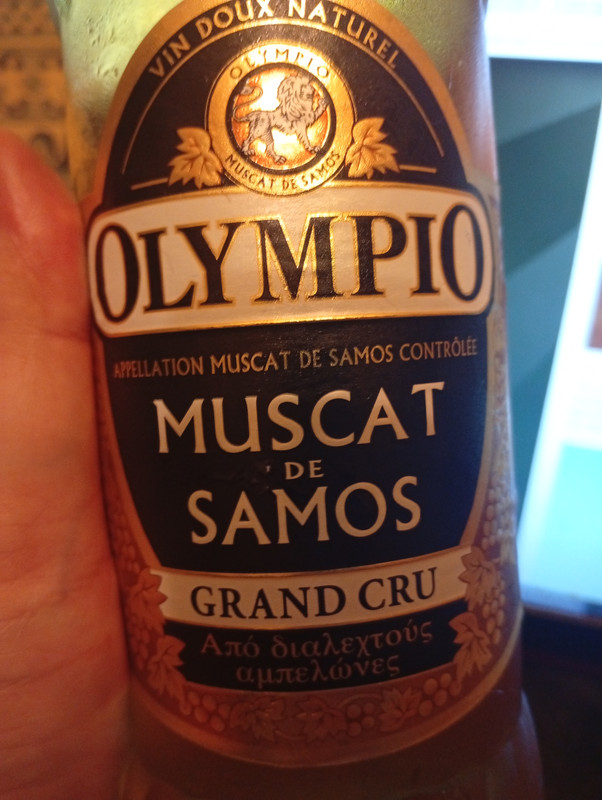 VIN DOUX NATUREL
OLYMPIO
MUSCAT DE SAMOS
OLYMPIO
APPELLATION MUSCAT DE SAMOS CONTRÔLÉE
MUSCAT
DE
SAMOS
GRAND CRU
Από διαλεχτούς
αμπελώνες